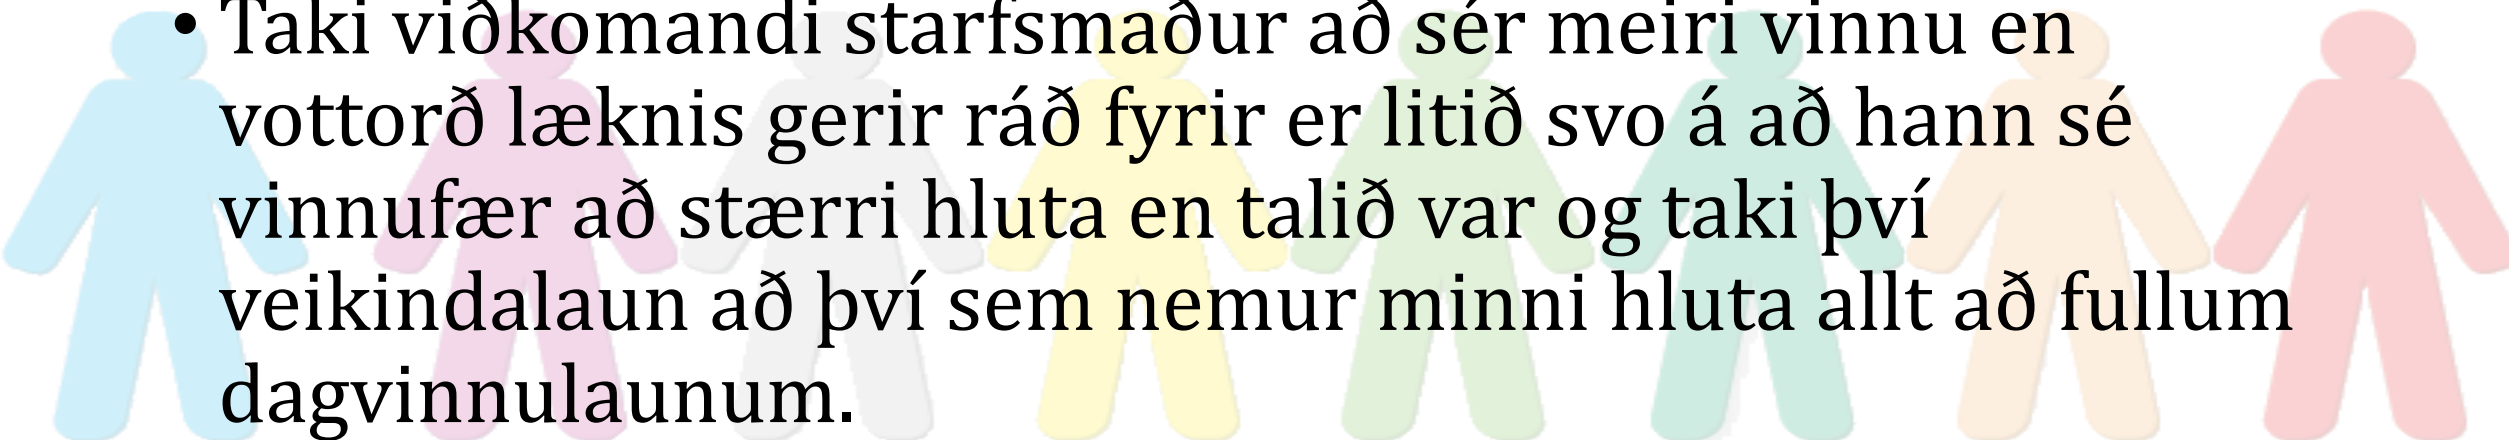 • Taki viðkomandi starfsmaður að sér meiri vinnu en
vottorð læknis gerir ráð fyrir er litið svo á að hann sé
vinnufær að stærri hluta en talið var og taki því
veikindalaun að því sem nemur minni hluta allt að fullum
dagvinnulaunum.